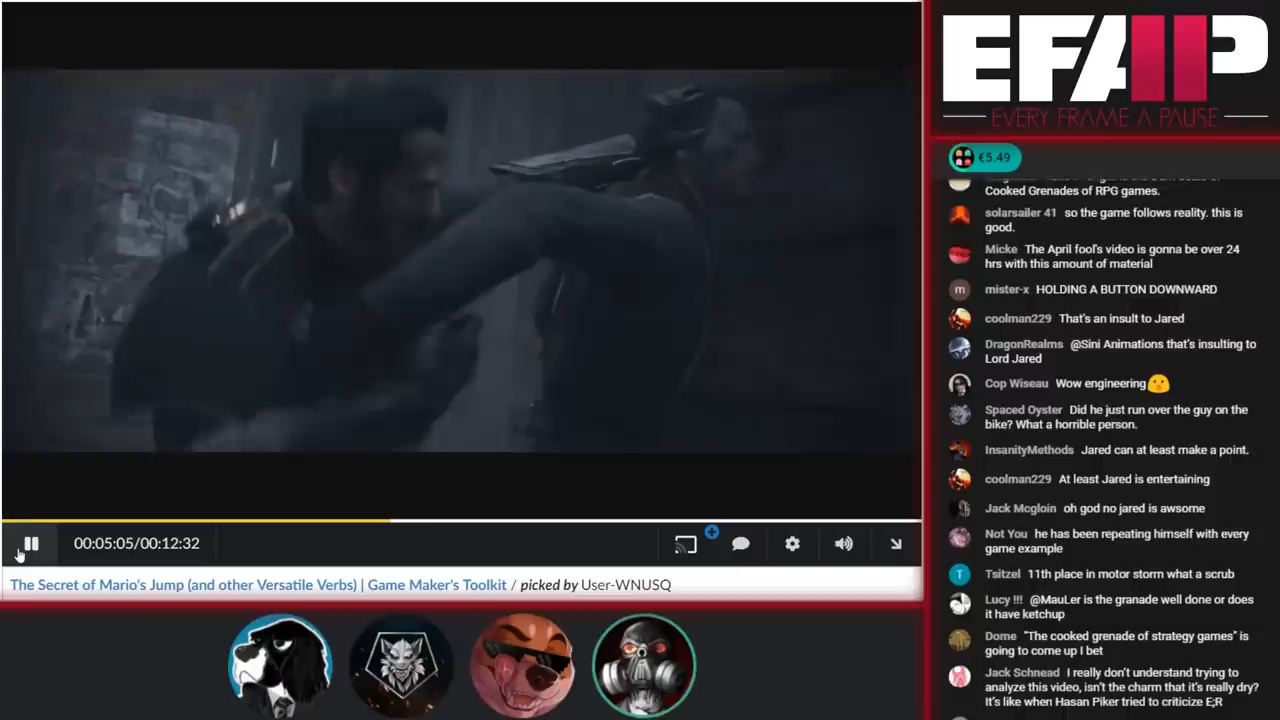 EFAP
EVERY FRAME A PAUSE
€5.49
Cooked Grenades of RPG games.
solarsailer 41 so the game follows reality. this is
good.
Micke The April fool's video is gonna be over 24
hrs with this amount of material
m mister-x HOLDING A BUTTON DOWNWARD
coolman229 That's an insult to Jared
DragonRealms @Sini Animations that's insulting to
Lord Jared
Cop Wiseau Wow engineering
Spaced Oyster Did he just run over the guy on the
bike? What a horrible person.
InsanityMethods Jared can at least make a point.
coolman229 At least Jared is entertaining
Jack Mcgloin oh god no jared is awsome
Not You he has been repeating himself with every
game example
T Tsitzel 11th place in motor storm what a scrub
Lucy !!! @MauLer is the granade well done or does
it have ketchup
Dome "The cooked grenade of strategy games" is
going to come up I bet
Jack Schnead I really don't understand trying to
analyze this video, isn't the charm that it's really dry?
It's like when Hasan Piker tried to criticize E;R
00:05:05/00:12:32
The Secret of Mario's Jump (and other Versatile Verbs) | Game Maker's Toolkit / picked by User-WNUSQ